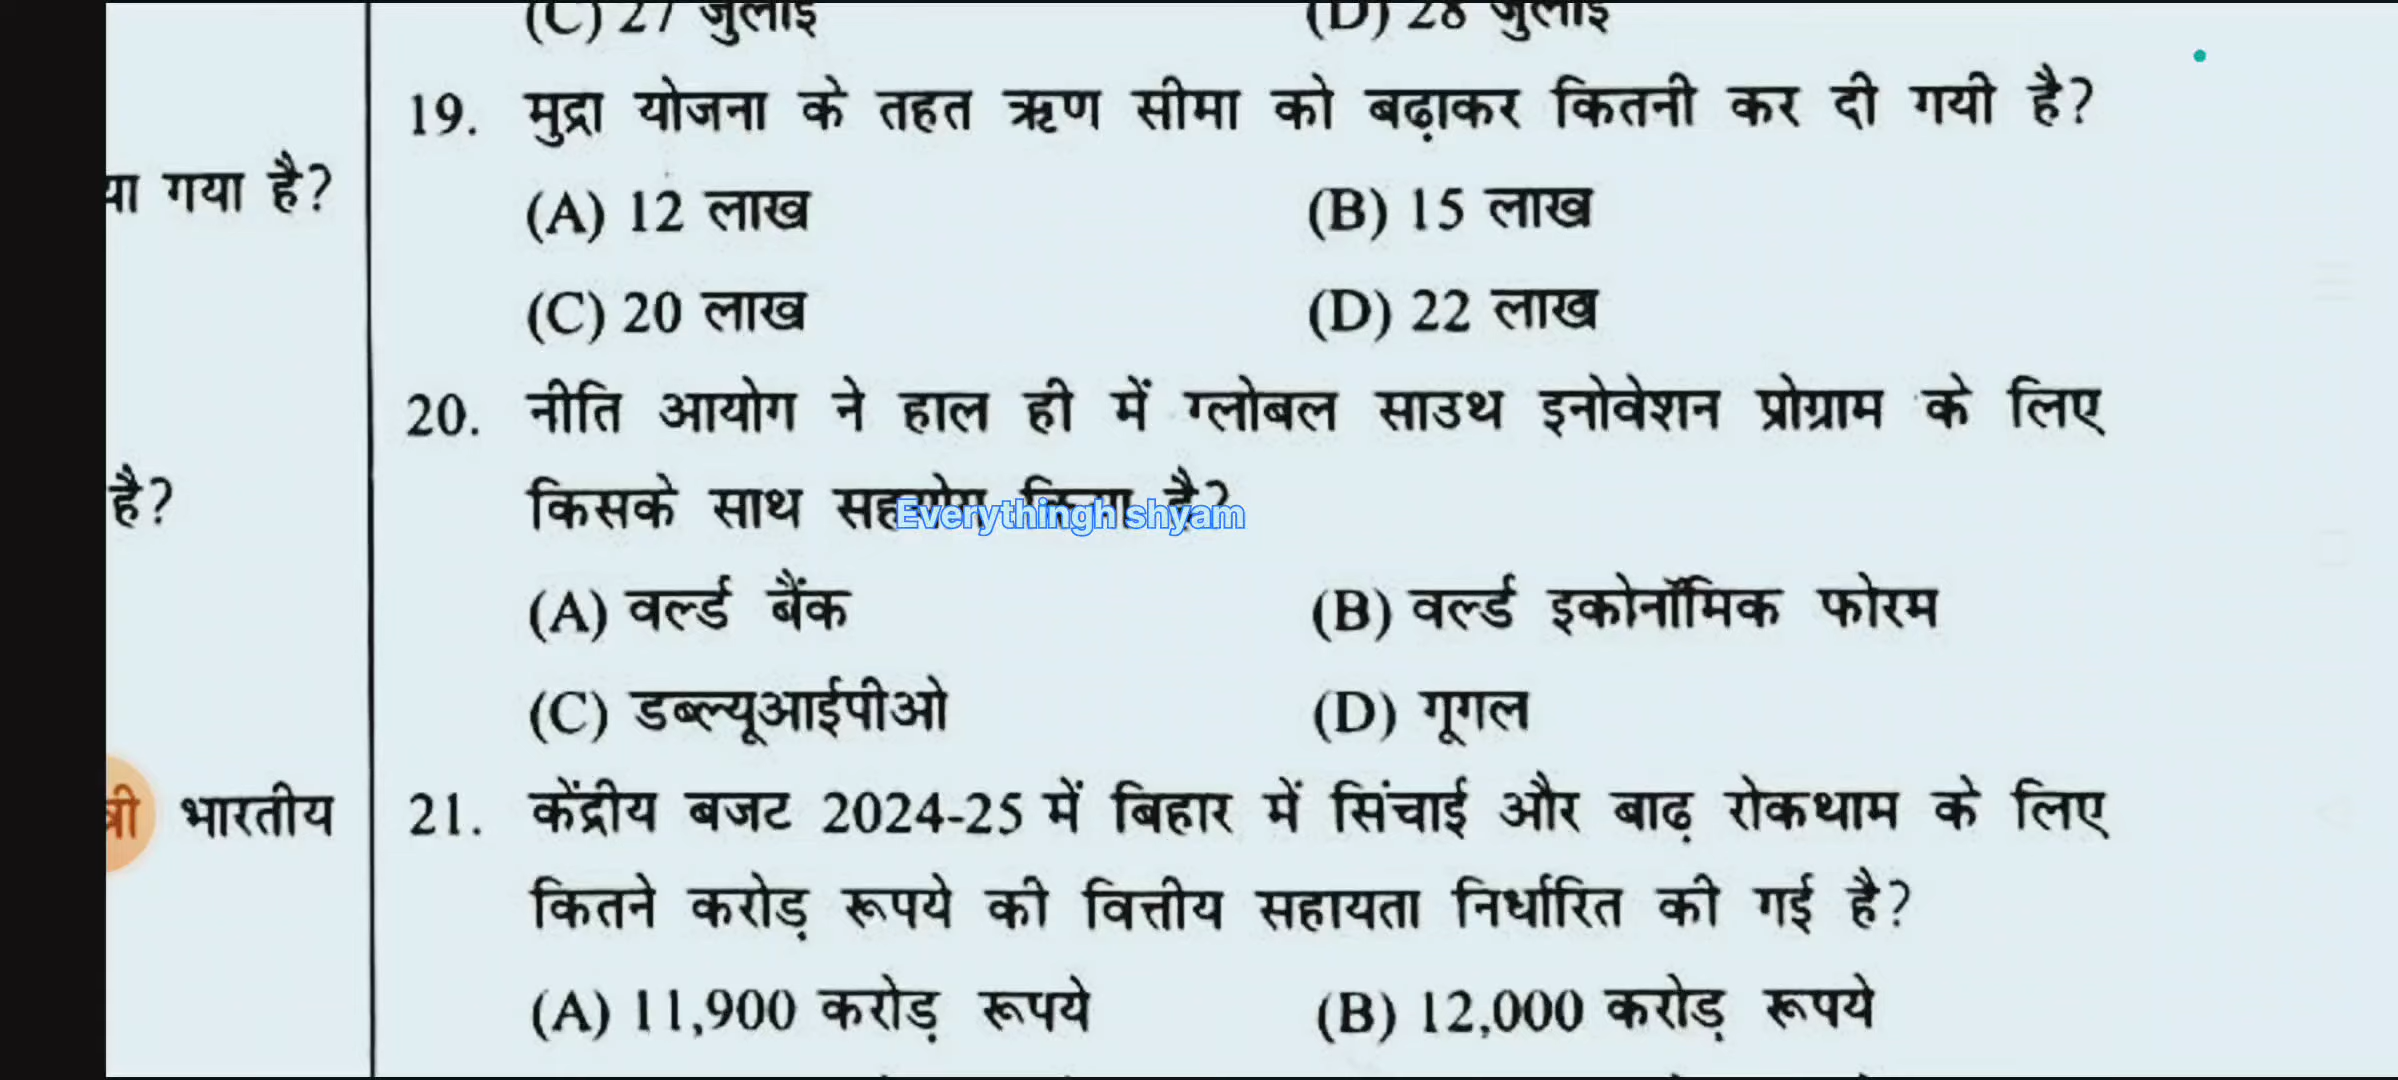 (C) 27 जुलाई (D) 28 जुलाई
19. मुद्रा योजना के तहत ऋण सीमा को बढ़ाकर कितनी कर दी गयी है?
या गया है?
(A) 12 लाख (B) 15 लाख
(C) 20 लाख (D) 22 लाख
20. नीति आयोग ने हाल ही में ग्लोबल साउथ इनोवेशन प्रोग्राम के लिए
है?
किसके साथ सहयोग किया है?
Everythingh shyam
(A) वर्ल्ड बैंक (B) वर्ल्ड इकोनॉमिक फोरम
(C) डब्ल्यूआईपीओ (D) गूगल
त्री भारतीय
21. केंद्रीय बजट 2024-25 में बिहार में सिंचाई और बाढ़ रोकथाम के लिए
कितने करोड़ रूपये की वित्तीय सहायता निर्धारित की गई है?
(A) 11,900 करोड़ रूपये (B) 12,000 करोड़ रूपये